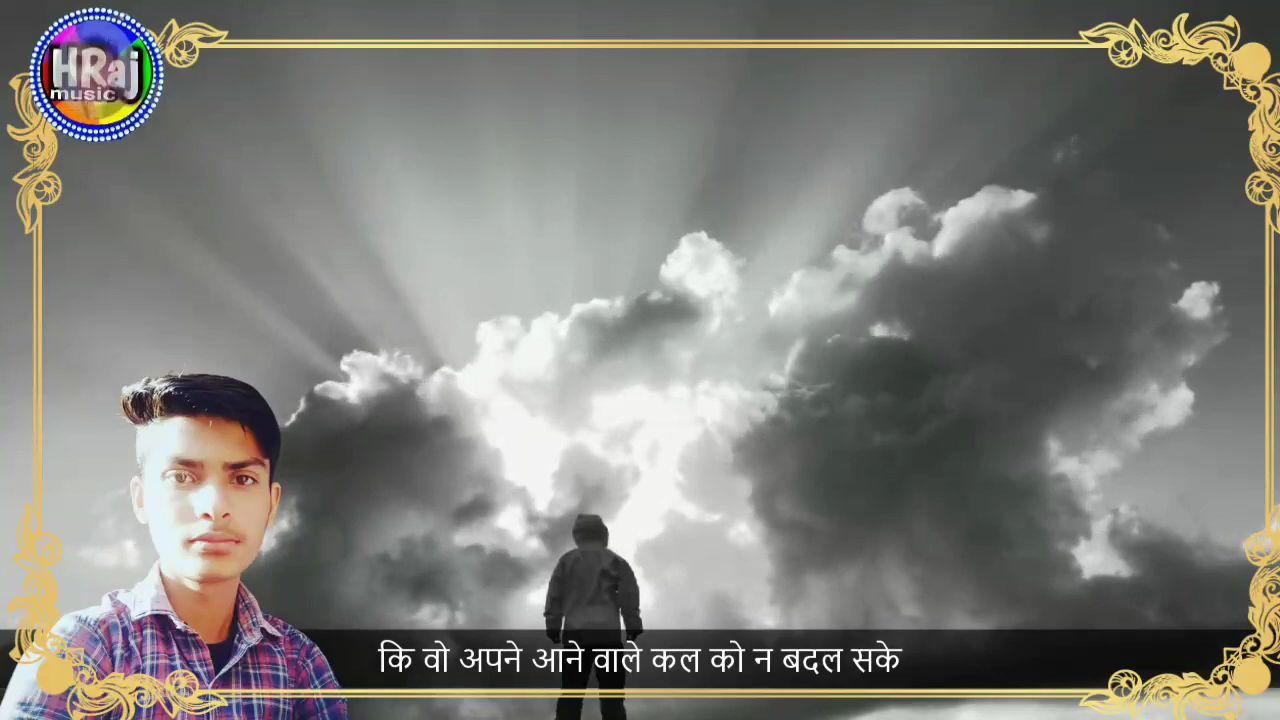 HRaj
music
कि वो अपने आने वाले कल को न बदल सके